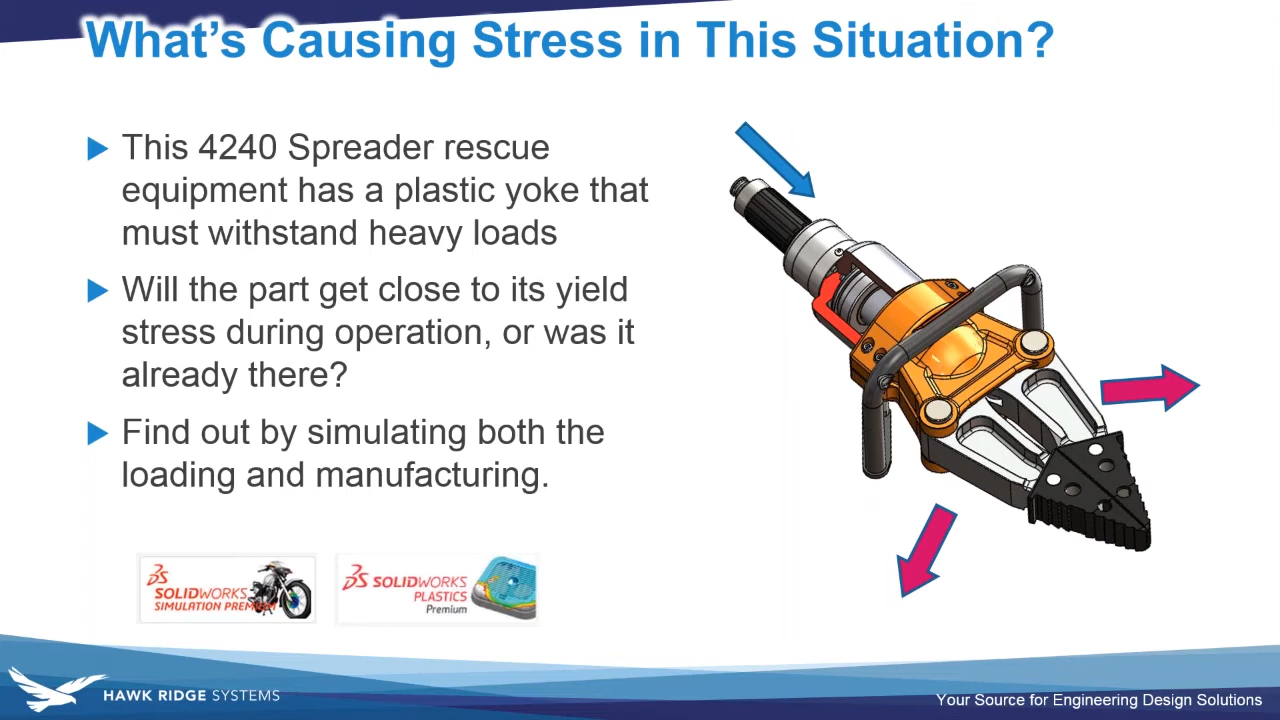 What's Causing Stress in This Situation?
This 4240 Spreader rescue
equipment has a plastic yoke that
must withstand heavy loads
Will the part get close to its yield
stress during operation, or was it
already there?
Find out by simulating both the
loading and manufacturing.
SOLIDWORKS
SIMULATION PREMIUM
SOLIDWORKS
PLASTICS
Premium
HAWK RIDGE SYSTEMS
Your Source for Engineering Design Solutions